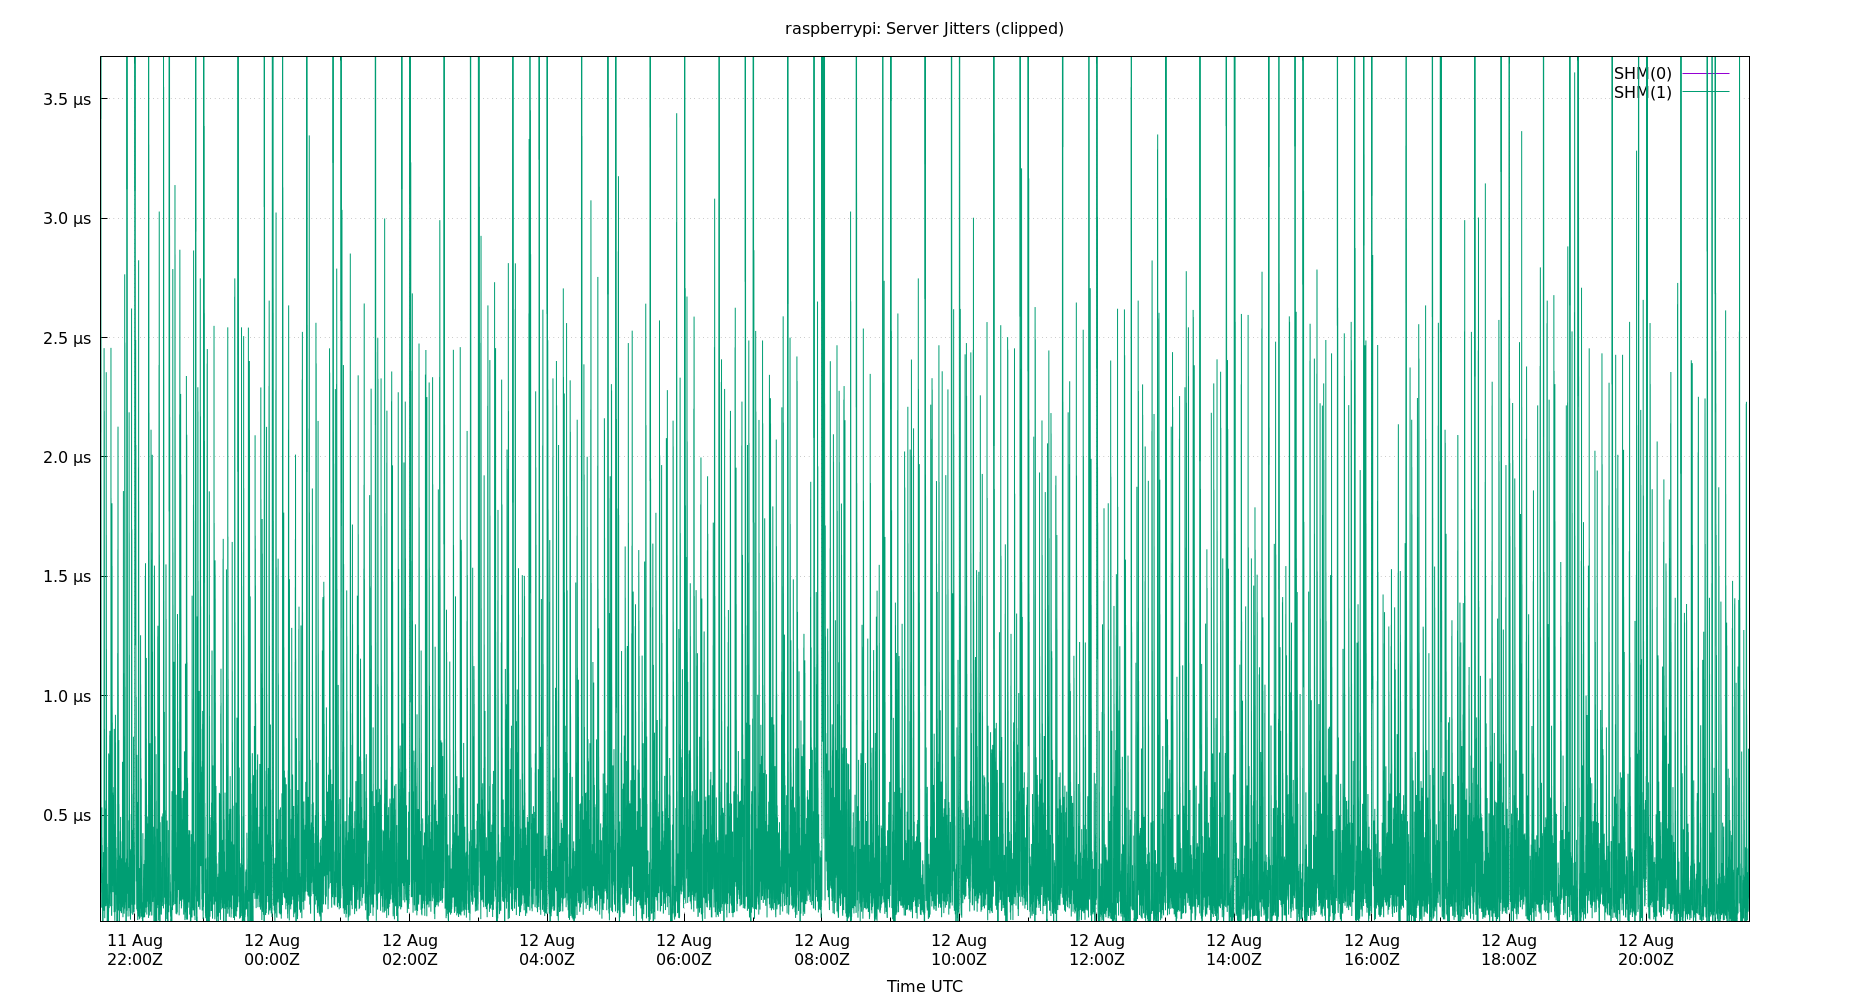 raspberrypi: Server Jitters (clipped)
SHM(0)
SHM(1)
3.5 µs
3.0 µs
2.5 µs
2.0 µs
1.5 µs
1.0 µs
0.5 µs
11 Aug 12 Aug 12 Aug 12 Aug 12 Aug 12 Aug 12 Aug 12 Aug 12 Aug 12 Aug 12 Aug 12 Aug
22:00Z 00:00Z 02:00Z 04:00Z 06:00Z 08:00Z 10:00Z 12:00Z 14:00Z 16:00Z 18:00Z 20:00Z
Time UTC